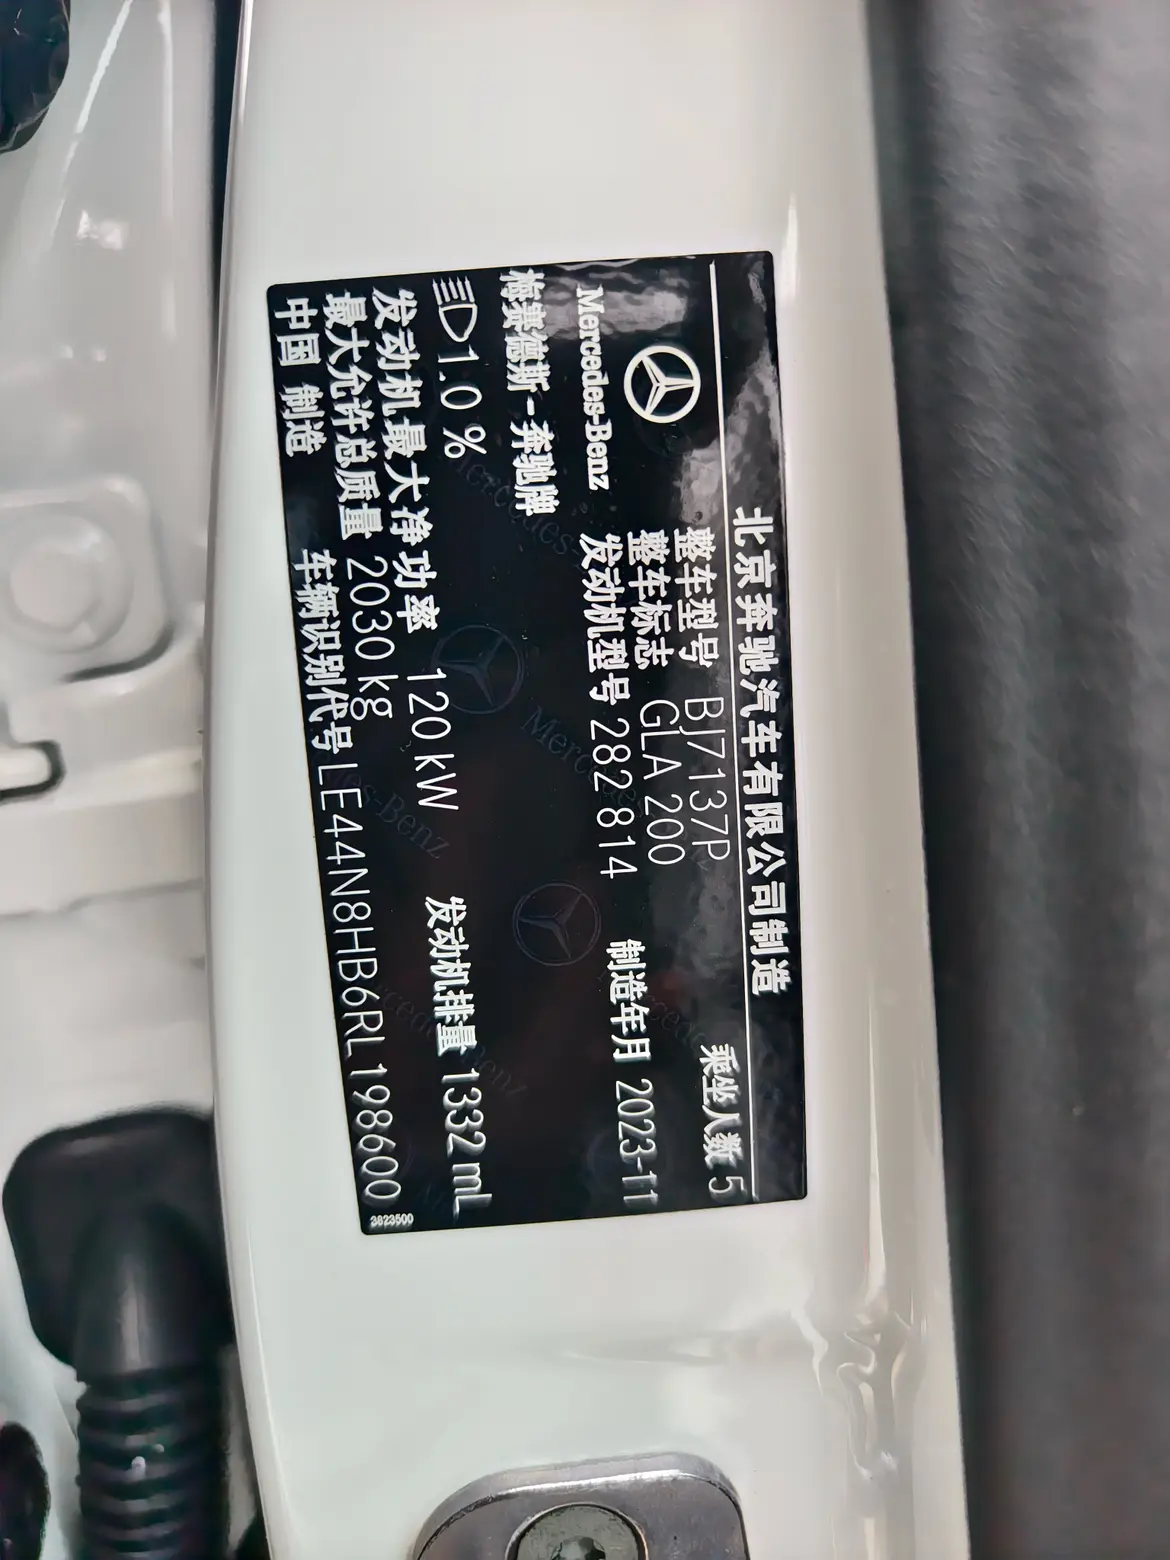 北京奔驰汽车有限公司制造
整车型号 BJ7137P 乘坐人数 5
整车标志 GLA 200
Mercedes-Benz 发动机型号 282 814 制造年月 2023-11
梅赛德斯-奔驰牌
1.0 %
发动机最大净功率 120 kW 发动机排量 1332 mL
最大允许总质量 2030 kg
中国 制造 车辆识别代号 LE44N8HB6RL198600
3823500